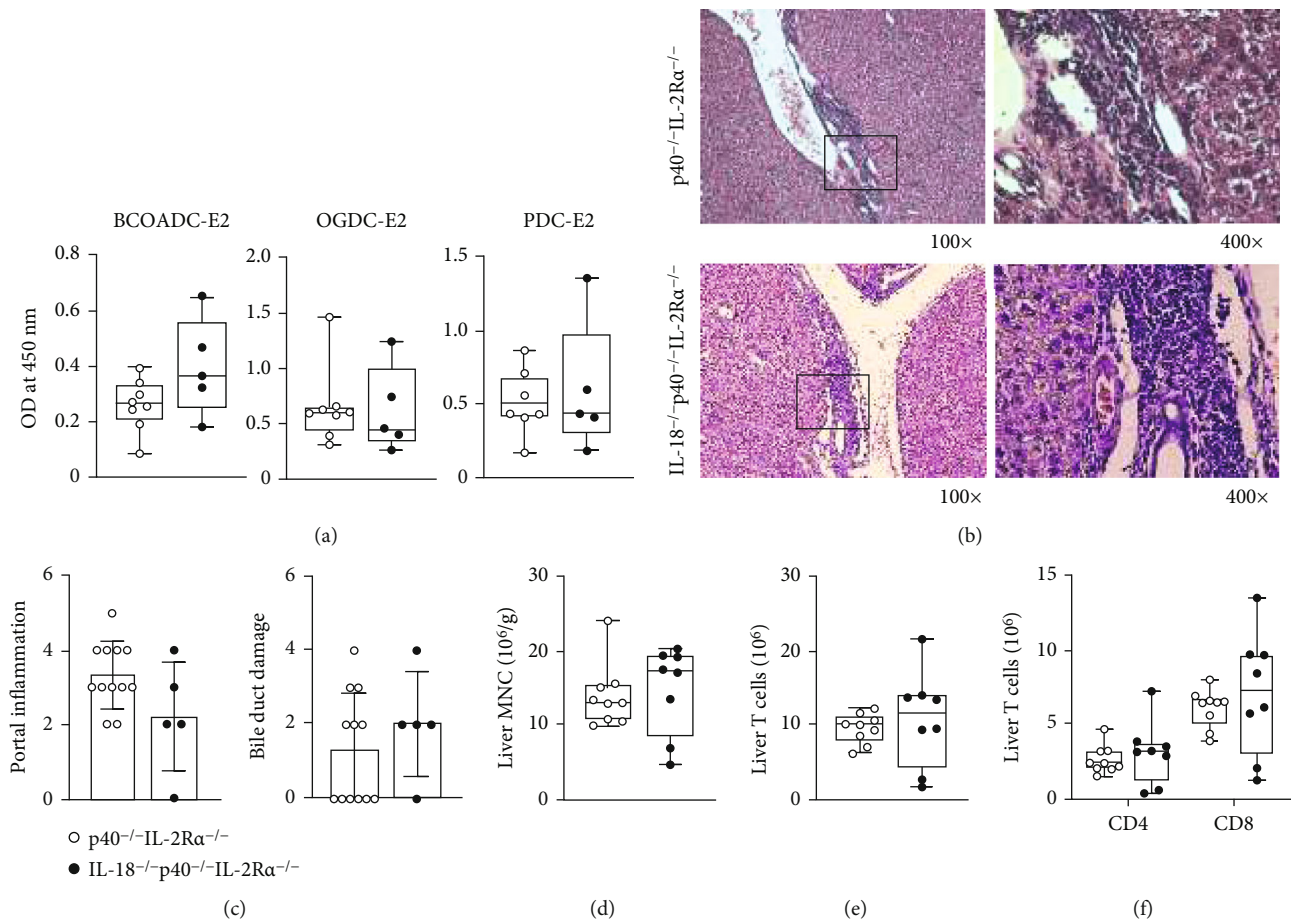 BCOADC-E2
OGDC-E2
PDC-E2
OD at 450 nm
0.8
0.6
0.4
0.2
0
2.0
1.5
1.0
0.5
0
1.5
1.0
0.5
0
(a)
p40⁻/⁻IL-2Rα⁻/⁻
100×
400×
IL-18⁻/⁻p40⁻/⁻IL-2Rα⁻/⁻
100×
400×
(b)
Portal inflammation
6
4
2
0
Bile duct damage
6
4
2
0
p40⁻/⁻IL-2Rα⁻/⁻
IL-18⁻/⁻p40⁻/⁻IL-2Rα⁻/⁻
(c)
Liver MNC (10⁶/g)
30
20
10
0
(d)
Liver T cells (10⁶)
30
20
10
0
(e)
Liver T cells (10⁶)
15
10
5
0
CD4
CD8
(f)